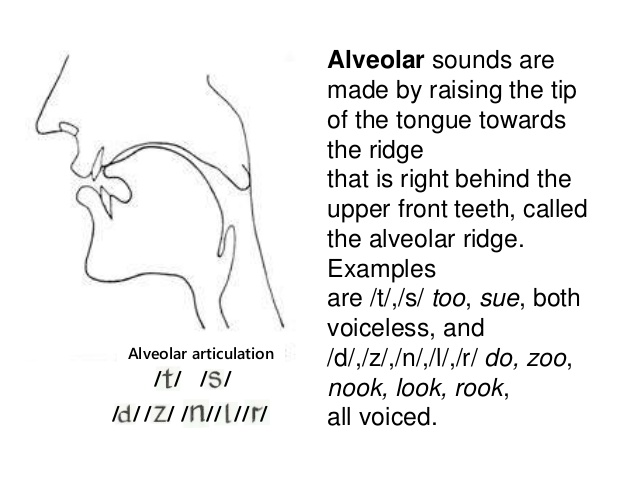 Alveolar sounds are
made by raising the tip
of the tongue towards
the ridge
that is right behind the
upper front teeth, called
the alveolar ridge.
Examples
are /t/,/s/ too, sue, both
voiceless, and
/d/,/z/,/n/,/l/,/r/ do, zoo,
nook, look, rook,
all voiced.
Alveolar articulation
/t/ /s/
/d//z/ /n//l//r/